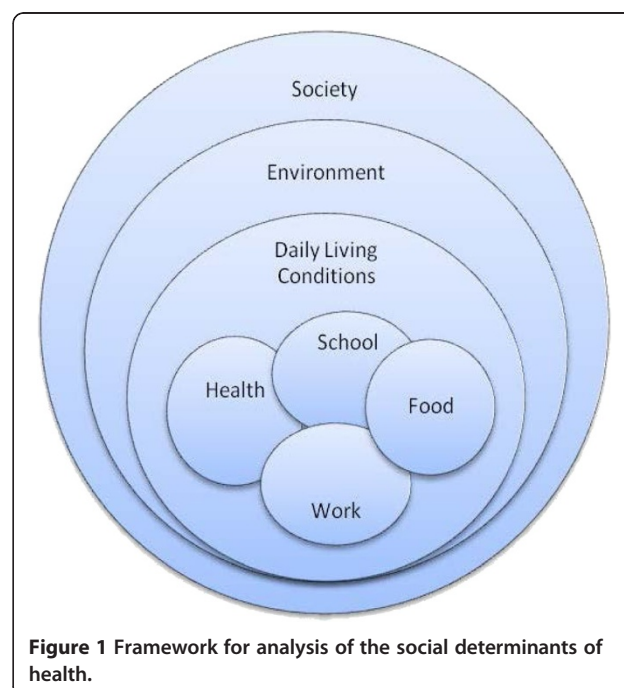 Society
Environment
Daily Living
Conditions
School
Health
Food
Work
Figure 1 Framework for analysis of the social determinants of
health.